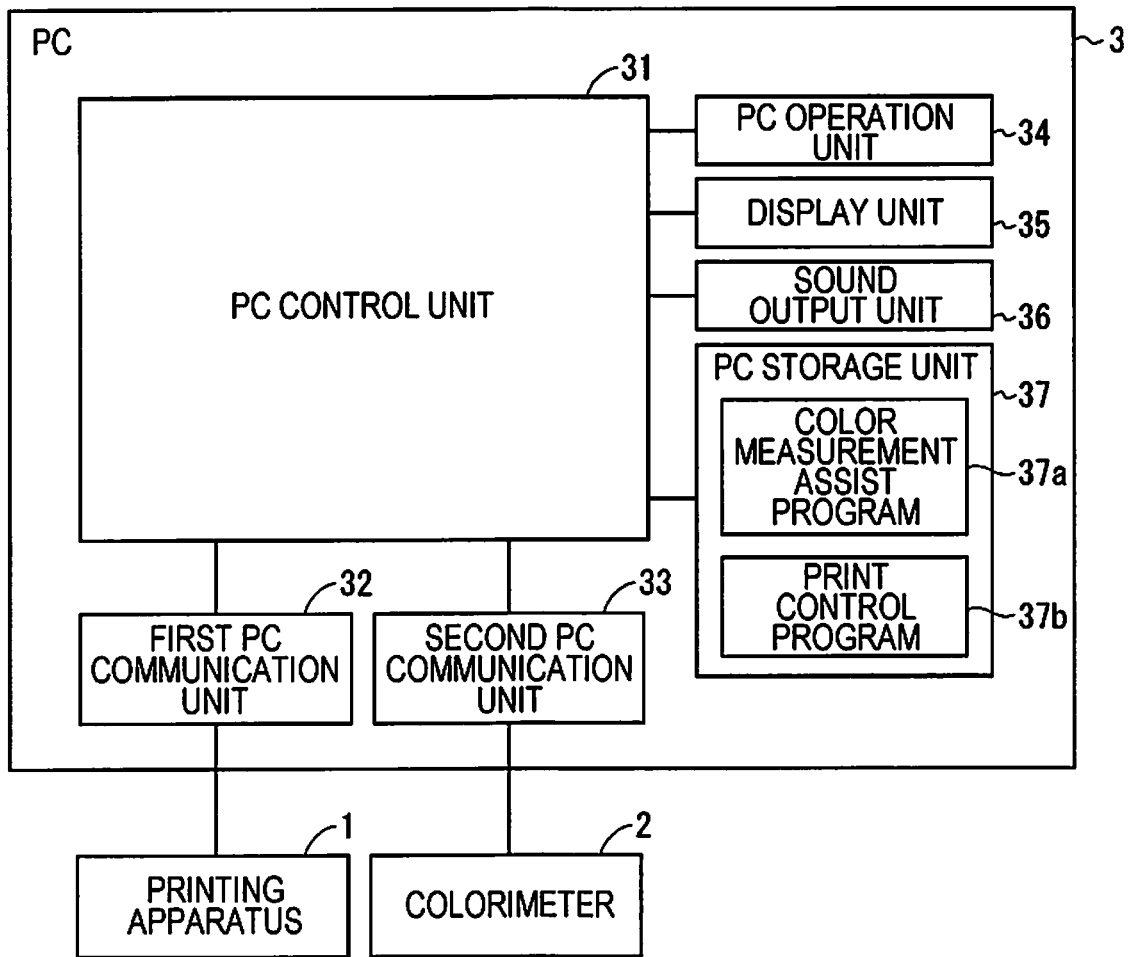 PC
3
31
PC CONTROL UNIT
PC OPERATION
UNIT
34
DISPLAY UNIT
35
SOUND
OUTPUT UNIT
36
PC STORAGE UNIT
37
COLOR
MEASUREMENT
ASSIST
PROGRAM
37a
PRINT
CONTROL
PROGRAM
37b
32
FIRST PC
COMMUNICATION
UNIT
33
SECOND PC
COMMUNICATION
UNIT
1
PRINTING
APPARATUS
2
COLORIMETER